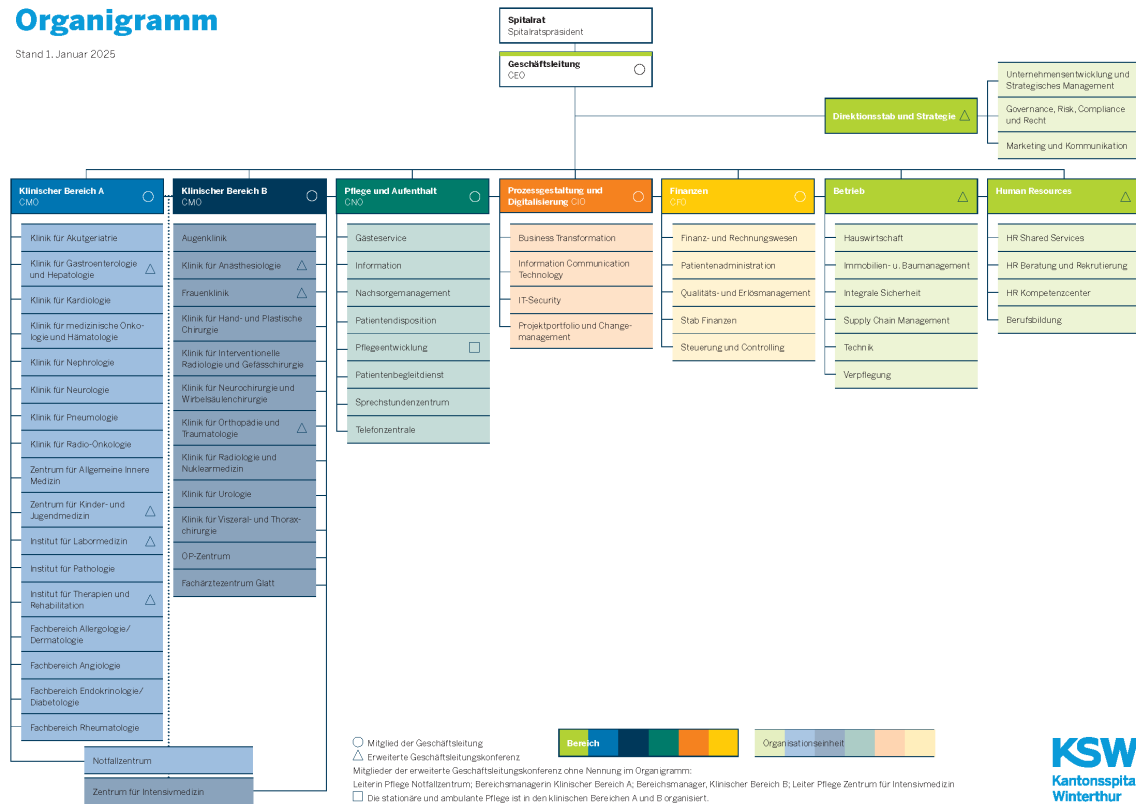 Organigramm
Stand 1. Januar 2025
Spitalrat
Spitalratspräsident
Geschäftsleitung
CEO
Direktionsstab und Strategie
Unternehmensentwicklung und
Strategisches Management
Governance, Risk, Compliance
und Recht
Marketing und Kommunikation
Klinischer Bereich A
CMO
Klinik für Akutgeriatrie
Klinik für Gastroenterologie
und Hepatologie
Klinik für Kardiologie
Klinik für medizinische Onko-
logie und Hämatologie
Klinik für Nephrologie
Klinik für Neurologie
Klinik für Pneumologie
Klinik für Radio-Onkologie
Zentrum für Allgemeine Innere
Medizin
Zentrum für Kinder- und
Jugendmedizin
Institut für Labormedizin
Institut für Pathologie
Institut für Therapien und
Rehabilitation
Fachbereich Allergologie/
Dermatologie
Fachbereich Angiologie
Fachbereich Endokrinologie/
Diabetologie
Fachbereich Rheumatologie
Klinischer Bereich B
CMO
Augenklinik
Klinik für Anästhesiologie
Frauenklinik
Klinik für Hand- und Plastische
Chirurgie
Klinik für Interventionelle
Radiologie und Gefässchirurgie
Klinik für Neurochirurgie und
Wirbelsäulenchirurgie
Klinik für Orthopädie und
Traumatologie
Klinik für Radiologie und
Nuklearmedizin
Klinik für Urologie
Klinik für Viszeral- und Thorax-
chirurgie
OP-Zentrum
Fachärztezentrum Glatt
Notfallzentrum
Zentrum für Intensivmedizin
Pflege und Aufenthalt
CNO
Gästeservice
Information
Nachsorgemanagement
Patientendisposition
Pflegeentwicklung
Patientenbegleitdienst
Sprechstundenzentrum
Telefonzentrale
Prozessgestaltung und
Digitalisierung CIO
Business Transformation
Information Communication
Technology
IT-Security
Projektportfolio und Change-
management
Finanzen
CFO
Finanz- und Rechnungswesen
Patientenadministration
Qualitäts- und Erlösmanagement
Stab Finanzen
Steuerung und Controlling
Betrieb
Hauswirtschaft
Immobilien- u. Baumanagement
Integrale Sicherheit
Supply Chain Management
Technik
Verpflegung
Human Resources
HR Shared Services
HR Beratung und Rekrutierung
HR Kompetenzcenter
Berufsbildung
Mitglied der Geschäftsleitung
Erweiterte Geschäftsleitungskonferenz
Bereich
Organisationseinheit
Mitglieder der erweiterte Geschäftsleitungskonferenz ohne Nennung im Organigramm:
Leiterin Pflege Notfallzentrum; Bereichsmanagerin Klinischer Bereich A; Bereichsmanager, Klinischer Bereich B; Leiter Pflege Zentrum für Intensivmedizin
Die stationäre und ambulante Pflege ist in den klinischen Bereichen A und B organisiert.
KSW
Kantonsspita
Winterthur